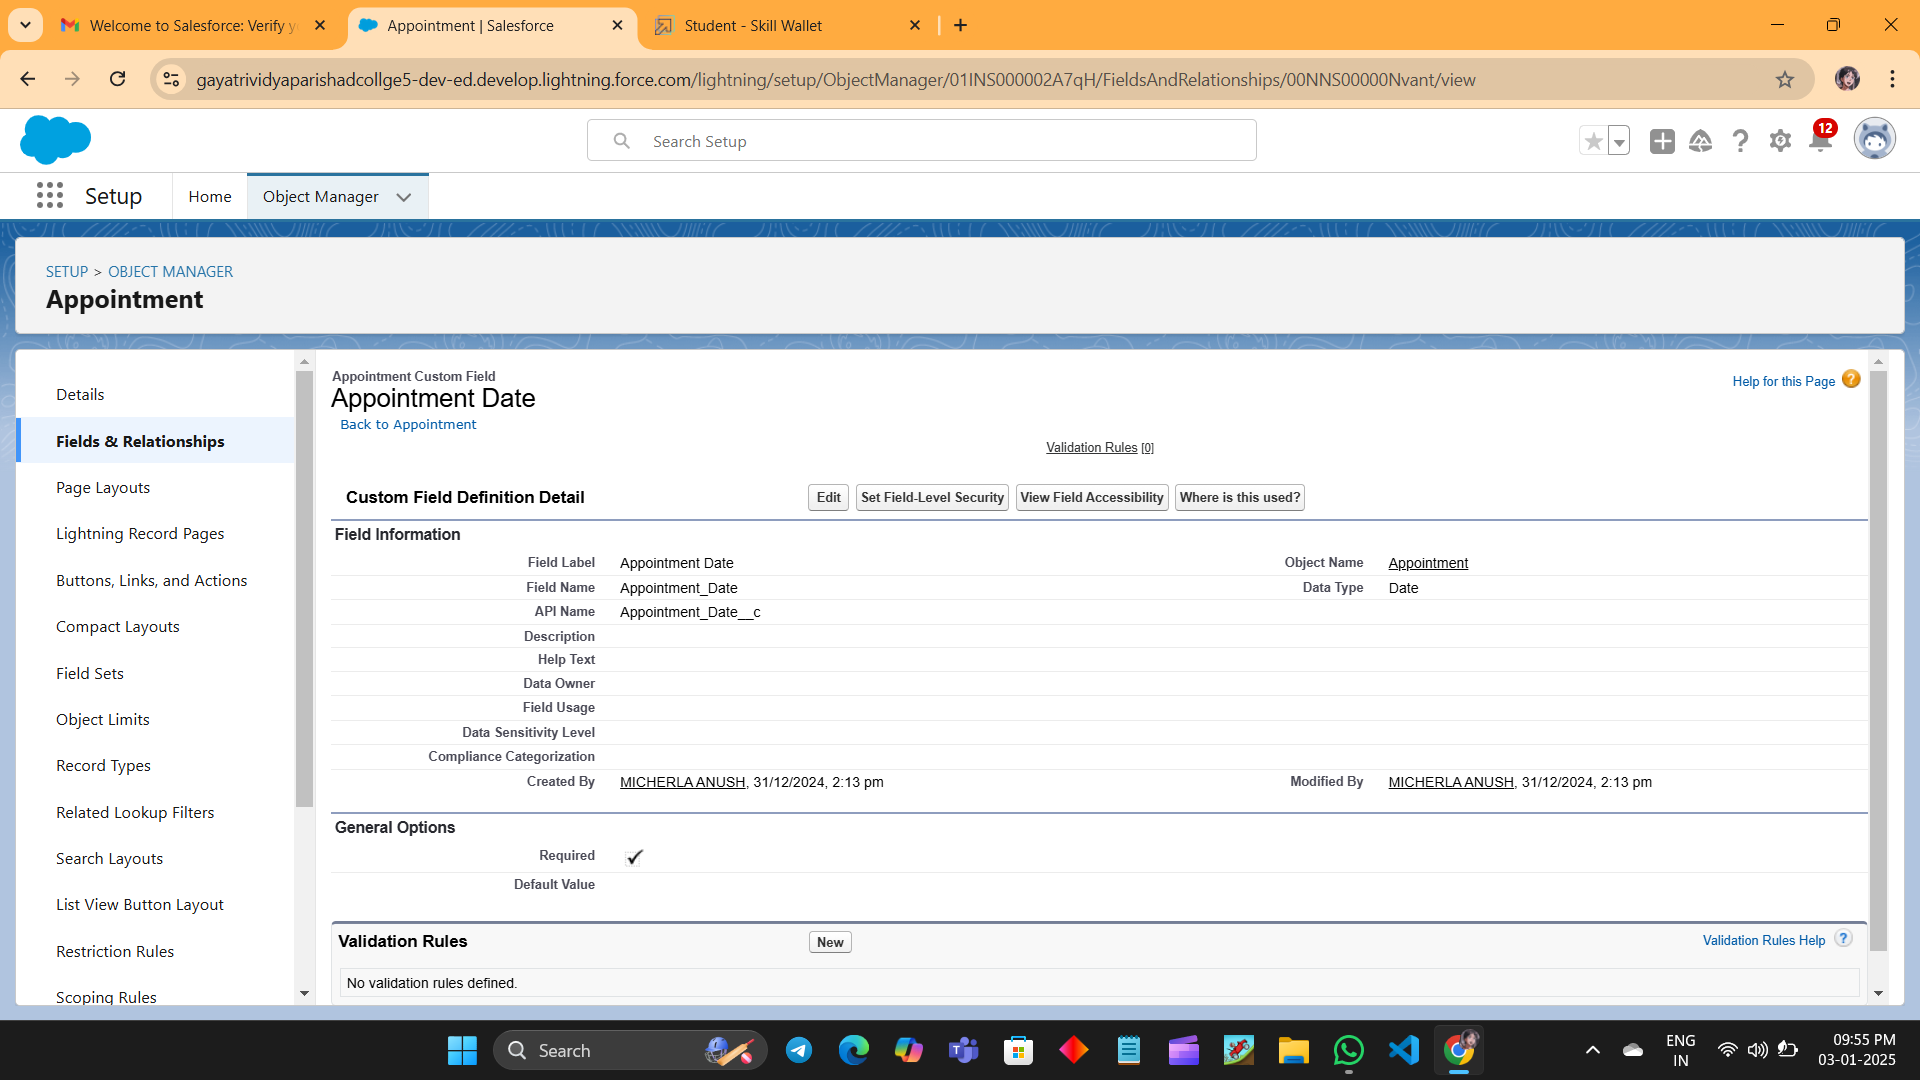 Welcome to Salesforce: Verify y
Appointment | Salesforce
Student - Skill Wallet
gayatrividyaparishadcollge5-dev-ed.develop.lightning.force.com/lightning/setup/ObjectManager/01INS000002A7qH/FieldsAndRelationships/00NNS00000Nvant/view
Search Setup
12
Setup
Home
Object Manager
SETUP > OBJECT MANAGER
Appointment
Details
Fields & Relationships
Page Layouts
Lightning Record Pages
Buttons, Links, and Actions
Compact Layouts
Field Sets
Object Limits
Record Types
Related Lookup Filters
Search Layouts
List View Button Layout
Restriction Rules
Scoping Rules
Appointment Custom Field
Appointment Date
Back to Appointment
Help for this Page
Validation Rules [0]
Custom Field Definition Detail
Edit
Set Field-Level Security
View Field Accessibility
Where is this used?
Field Information
Field Label Appointment Date
Object Name Appointment
Field Name Appointment_Date
Data Type Date
API Name Appointment_Date__c
Description
Help Text
Data Owner
Field Usage
Data Sensitivity Level
Compliance Categorization
Created By MICHERLA ANUSH, 31/12/2024, 2:13 pm
Modified By MICHERLA ANUSH, 31/12/2024, 2:13 pm
General Options
Required
Default Value
Validation Rules
New
Validation Rules Help
No validation rules defined.
Search
ENG
IN
09:55 PM
03-01-2025